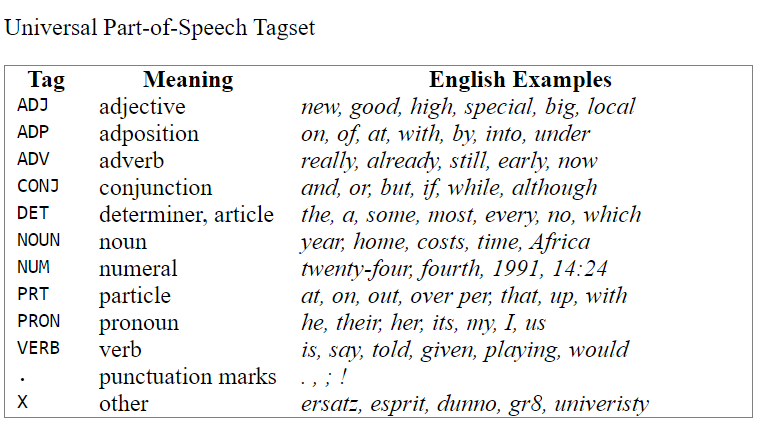 Universal Part-of-Speech Tagset
Tag Meaning English Examples
ADJ adjective new, good, high, special, big, local
ADP adposition on, of, at, with, by, into, under
ADV adverb really, already, still, early, now
CONJ conjunction and, or, but, if, while, although
DET determiner, article the, a, some, most, every, no, which
NOUN noun year, home, costs, time, Africa
NUM numeral twenty-four, fourth, 1991, 14:24
PRT particle at, on, out, over per, that, up, with
PRON pronoun he, their, her, its, my, I, us
VERB verb is, say, told, given, playing, would
. punctuation marks . , ; !
X other ersatz, esprit, dunno, gr8, univeristy